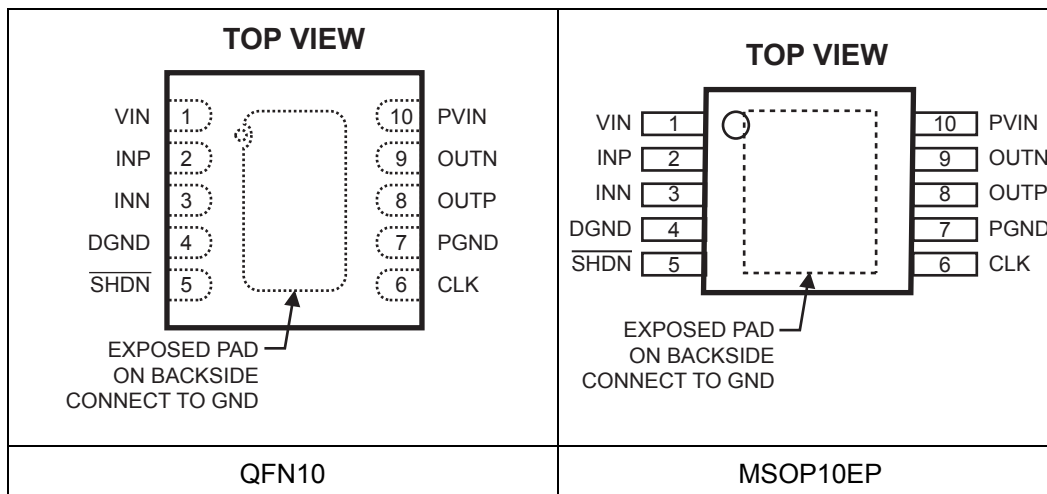 TOP VIEW
VIN 1 10 PVIN
INP 2 9 OUTN
INN 3 8 OUTP
DGND 4 7 PGND
SHDN 5 6 CLK
EXPOSED PAD
ON BACKSIDE
CONNECT TO GND
QFN10
TOP VIEW
VIN 1 10 PVIN
INP 2 9 OUTN
INN 3 8 OUTP
DGND 4 7 PGND
SHDN 5 6 CLK
EXPOSED PAD
ON BACKSIDE
CONNECT TO GND
MSOP10EP